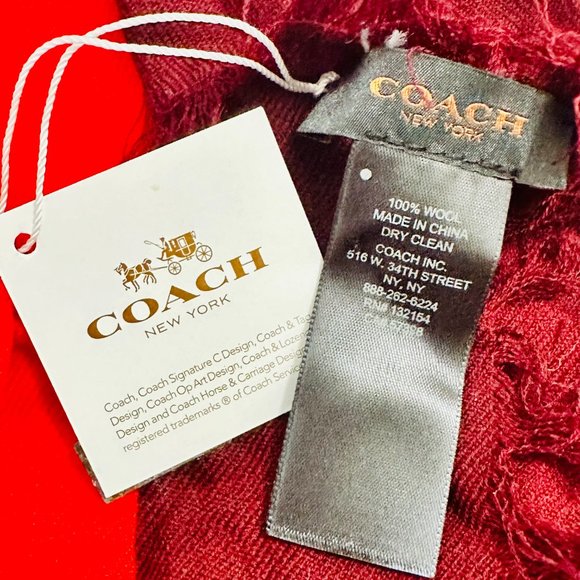 COACH
NEW YORK
Coach, Coach Signature C Design, Coach & Tag
Design, Coach Op Art Design, Coach & Lozen
Design and Coach Horse & Carriage Design
registered trademarks ® of Coach Servic
COACH
NEW YORK
100% WOOL
MADE IN CHINA
DRY CLEAN
COACH INC.
516 W. 34TH STREET
NY, NY
888-262-6224
RN# 132154